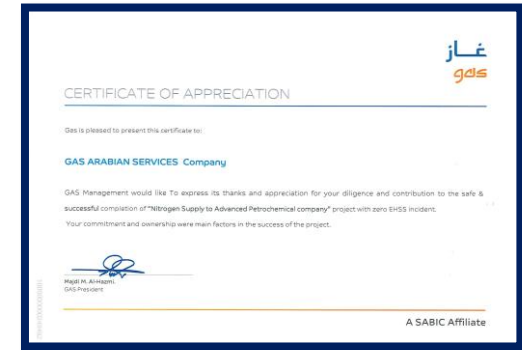 غاز
gas
CERTIFICATE OF APPRECIATION
Gas is pleased to present this certificate to:
GAS ARABIAN SERVICES Company
GAS Management would like To express its thanks and appreciation for your diligence and contribution to the safe &
successful completion of "Nitrogen Supply to Advanced Petrochemical company" project with zero EHSS incident.
Your commitment and ownership were main factors in the success of the project.
Majdi M. Al-Hazmi.
GAS President
A SABIC Affiliate